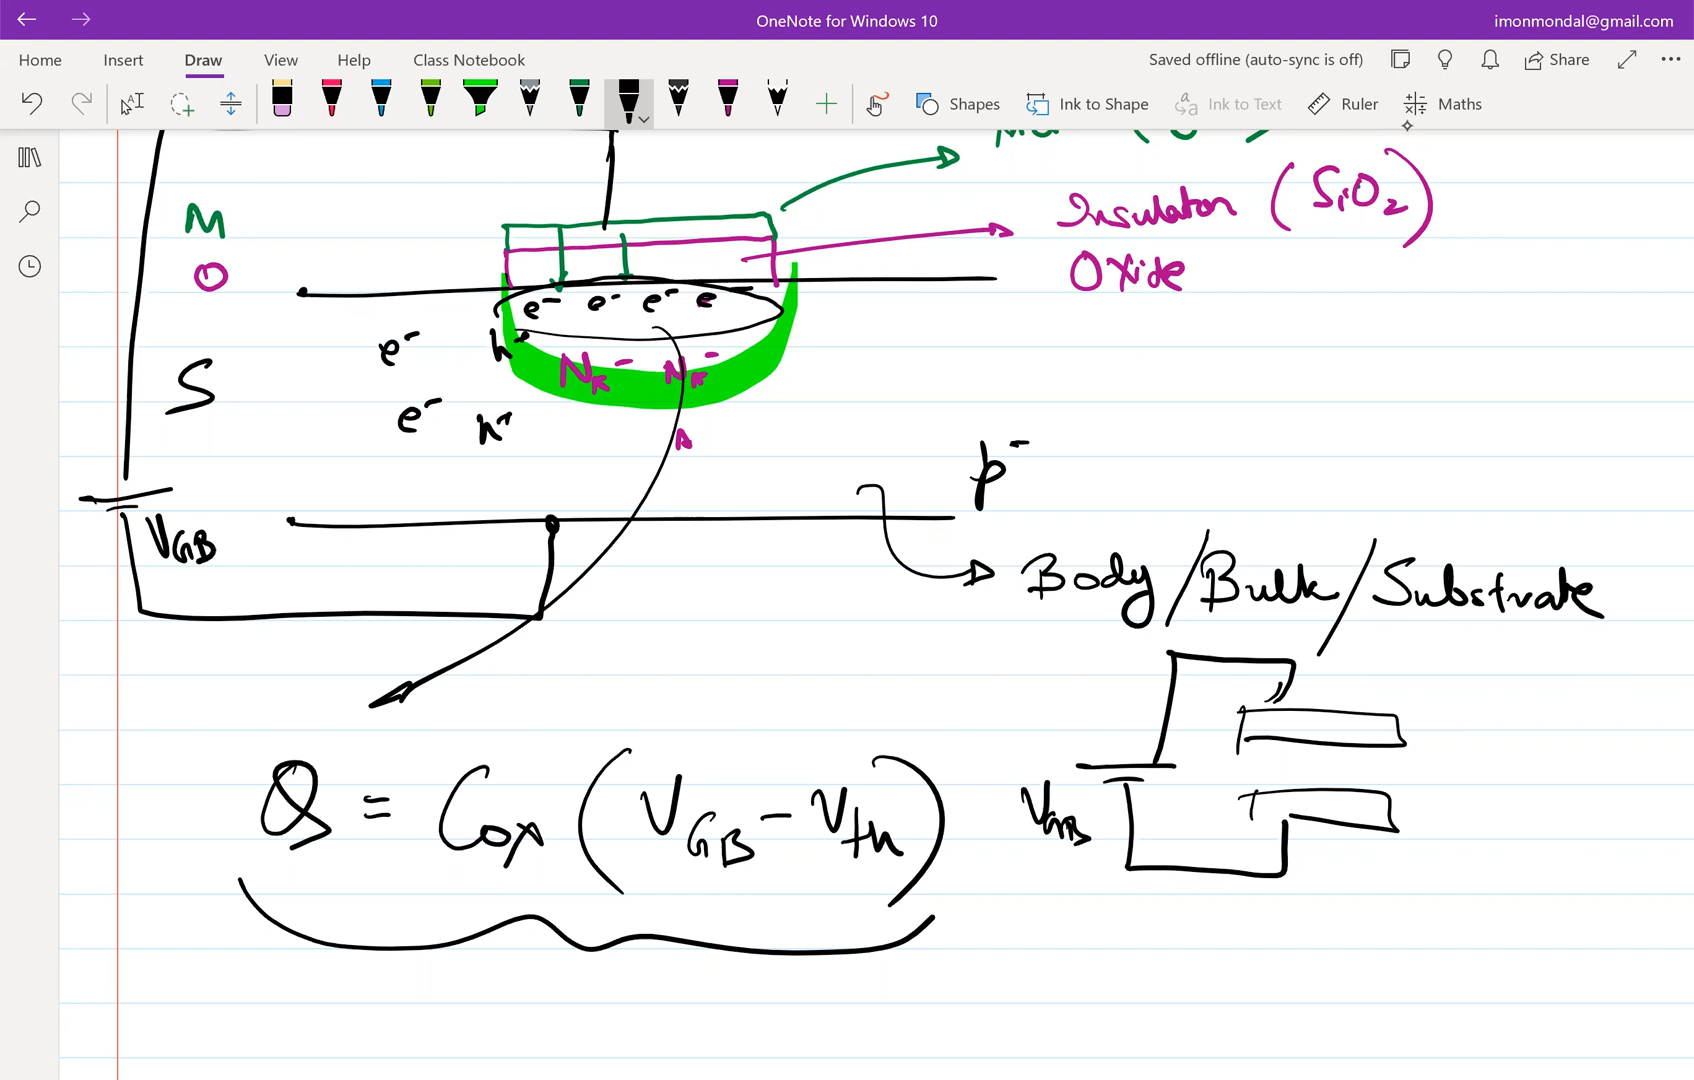 OneNote for Windows 10
imonmondal@gmail.com
Home Insert Draw View Help Class Notebook
Saved offline (auto-sync is off) Share
Shapes Ink to Shape Ink to Text Ruler Maths
M
Insulator (SiO2)
O
Oxide
e- e- e- e
e- h+
S
e- h+
p-
VGB
Body/Bulk/Substrate
Q = Cox (VGB - Vth)
VGB